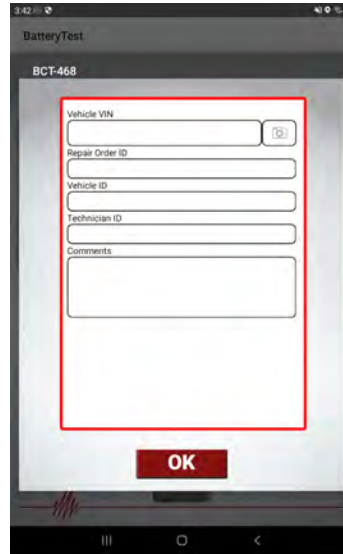 3:42
BatteryTest
BCT-468
Vehicle VIN
Repair Order ID
Vehicle ID
Technician ID
Comments
OK